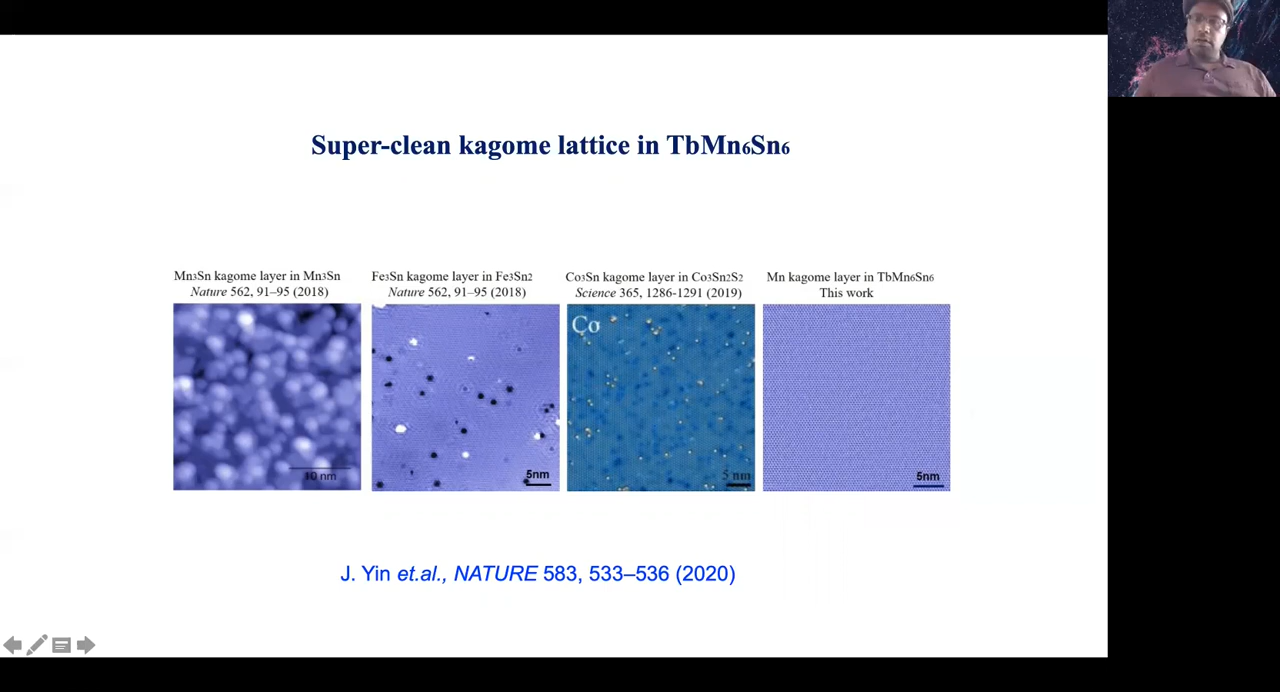 Super-clean kagome lattice in TbMn₆Sn₆
Mn₃Sn kagome layer in Mn₃Sn
Nature 562, 91–95 (2018)
Fe₃Sn kagome layer in Fe₃Sn₂
Nature 562, 91–95 (2018)
Co₃Sn kagome layer in Co₃Sn₂S₂
Science 365, 1286-1291 (2019)
Mn kagome layer in TbMn₆Sn₆
This work
10 nm
5nm
Co
5 nm
5nm
J. Yin et.al., NATURE 583, 533–536 (2020)